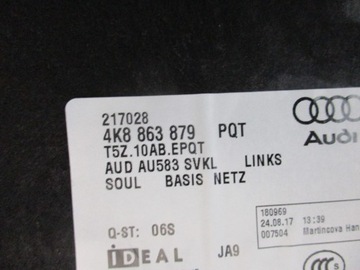 217028
4K8 863 879 PQT
T5Z.10AB.EPQT
AUD AU583 SVKL LINKS
SOUL BASIS NETZ
Audi
Q-ST: 06S
iDEAL JA9
180969
24.08.17 13:39
007504 Martincova Han